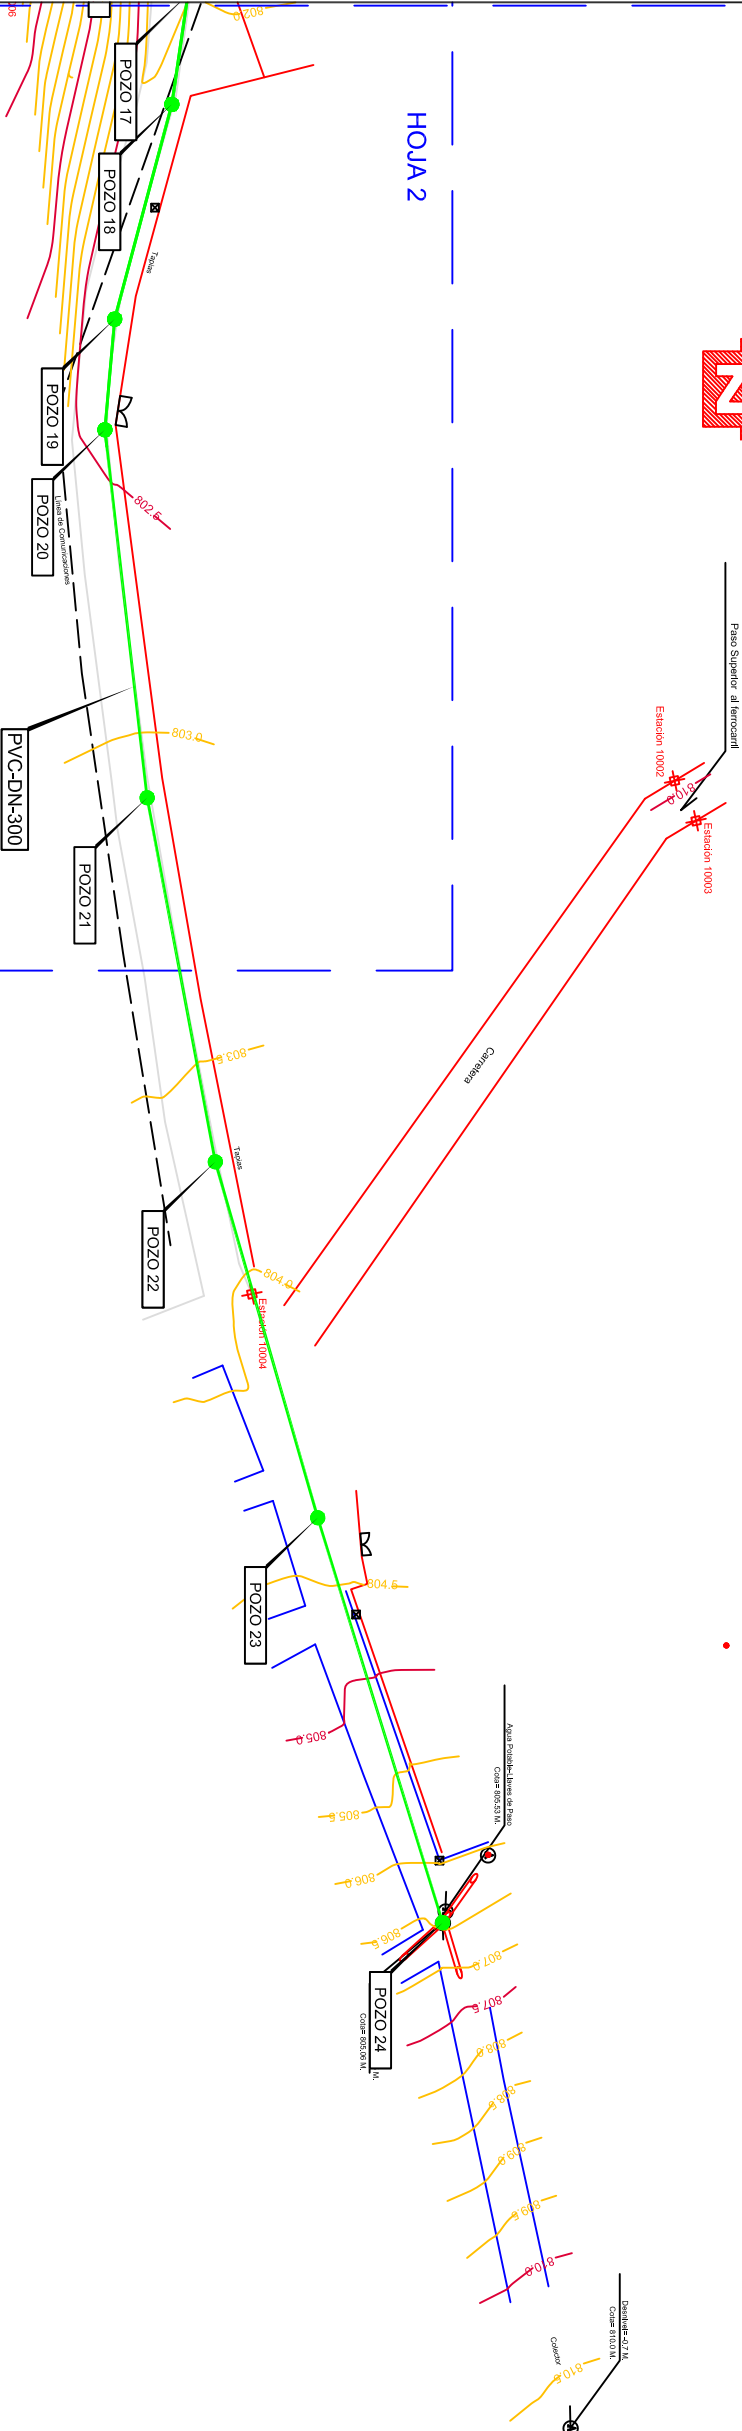 802.0
POZO 17
HOJA 2
POZO 18
Tapias
N
POZO 19
POZO 20
802.5
Línea de Comunicaciones
Paso Superior al ferrocarril
PVC-DN-300
803.0
Estación 10002
810.0
Estación 10003
POZO 21
803.5
Carretera
Tapias
POZO 22
804.0
Estación 10004
804.5
POZO 23
805.0
Agua Potable-Llaves de Paso
Cota= 805.53 M.
805.5
806.0
806.5
807.0
POZO 24
M.
Cota= 805.06 M.
807.5
808.0
808.5
809.0
809.5
810.0
Desnivel= -0.7 M.
Cota= 810.0 M.
Colector
810.5